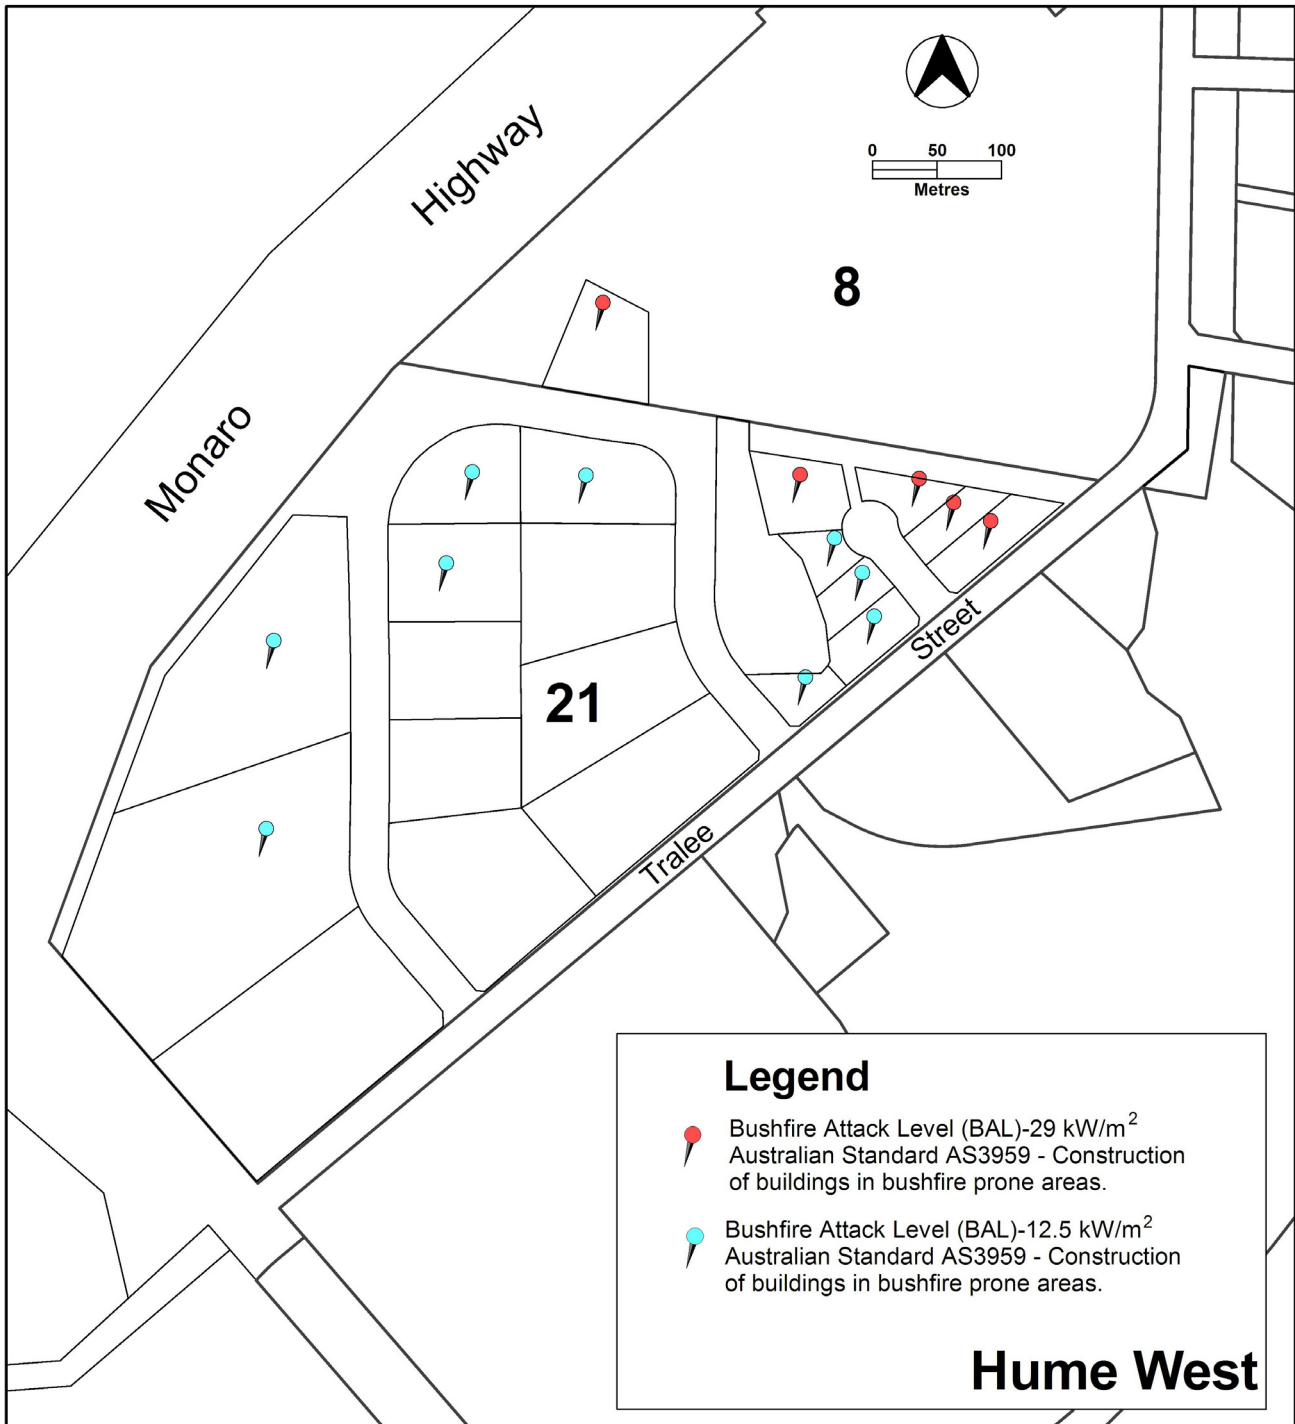 Highway
0 50 100
Metres
8
Monaro
Street
21
Tralee
Legend
Bushfire Attack Level (BAL)-29 kW/m²
Australian Standard AS3959 - Construction
of buildings in bushfire prone areas.
Bushfire Attack Level (BAL)-12.5 kW/m²
Australian Standard AS3959 - Construction
of buildings in bushfire prone areas.
Hume West